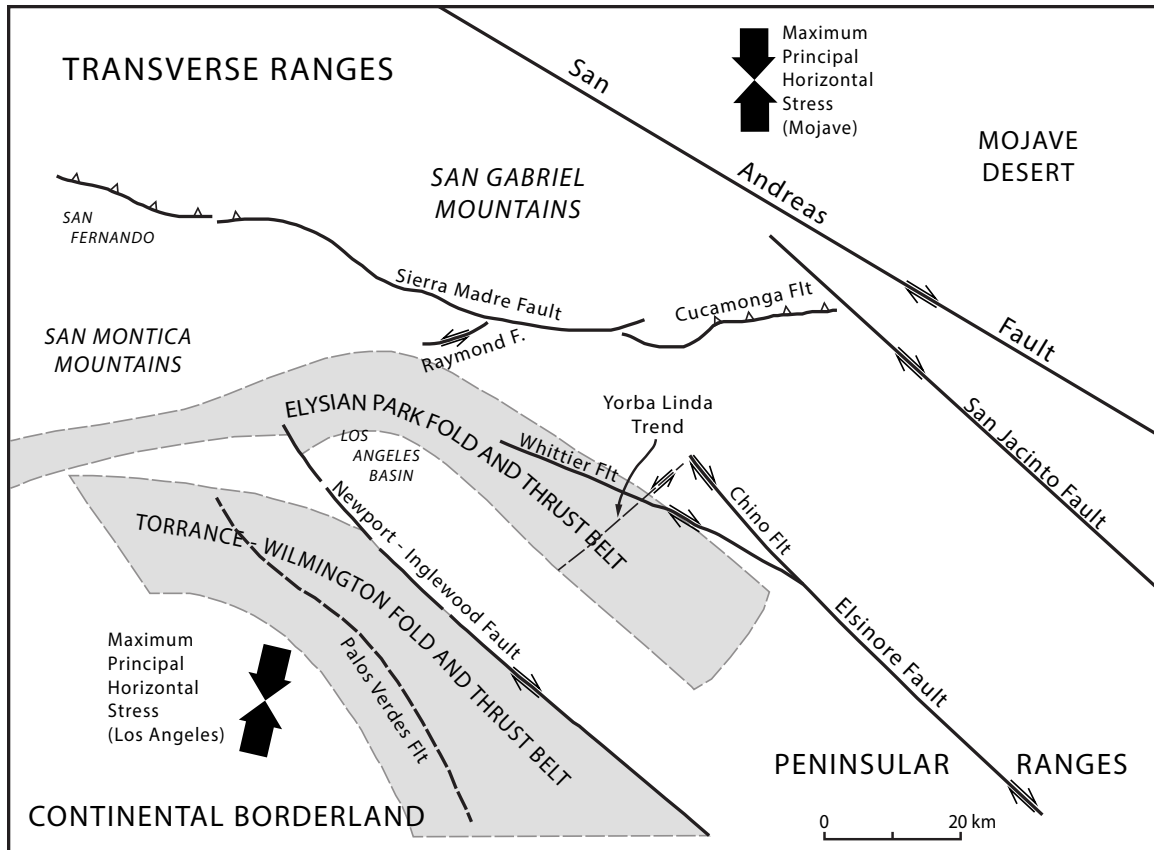 TRANSVERSE RANGES
Maximum
Principal
Horizontal
Stress
(Mojave)
San
Andreas
Fault
MOJAVE
DESERT
SAN GABRIEL
MOUNTAINS
SAN
FERNANDO
Sierra Madre Fault
Cucamonga Flt
Raymond F.
SAN MONTICA
MOUNTAINS
San Jacinto Fault
ELYSIAN PARK FOLD AND THRUST BELT
Yorba Linda
Trend
LOS
ANGELES
BASIN
Whittier Flt
Chino Flt
Newport - Inglewood Fault
TORRANCE - WILMINGTON FOLD AND THRUST BELT
Elsinore Fault
Palos Verdes Flt
Maximum
Principal
Horizontal
Stress
(Los Angeles)
PENINSULAR RANGES
CONTINENTAL BORDERLAND
0 20 km